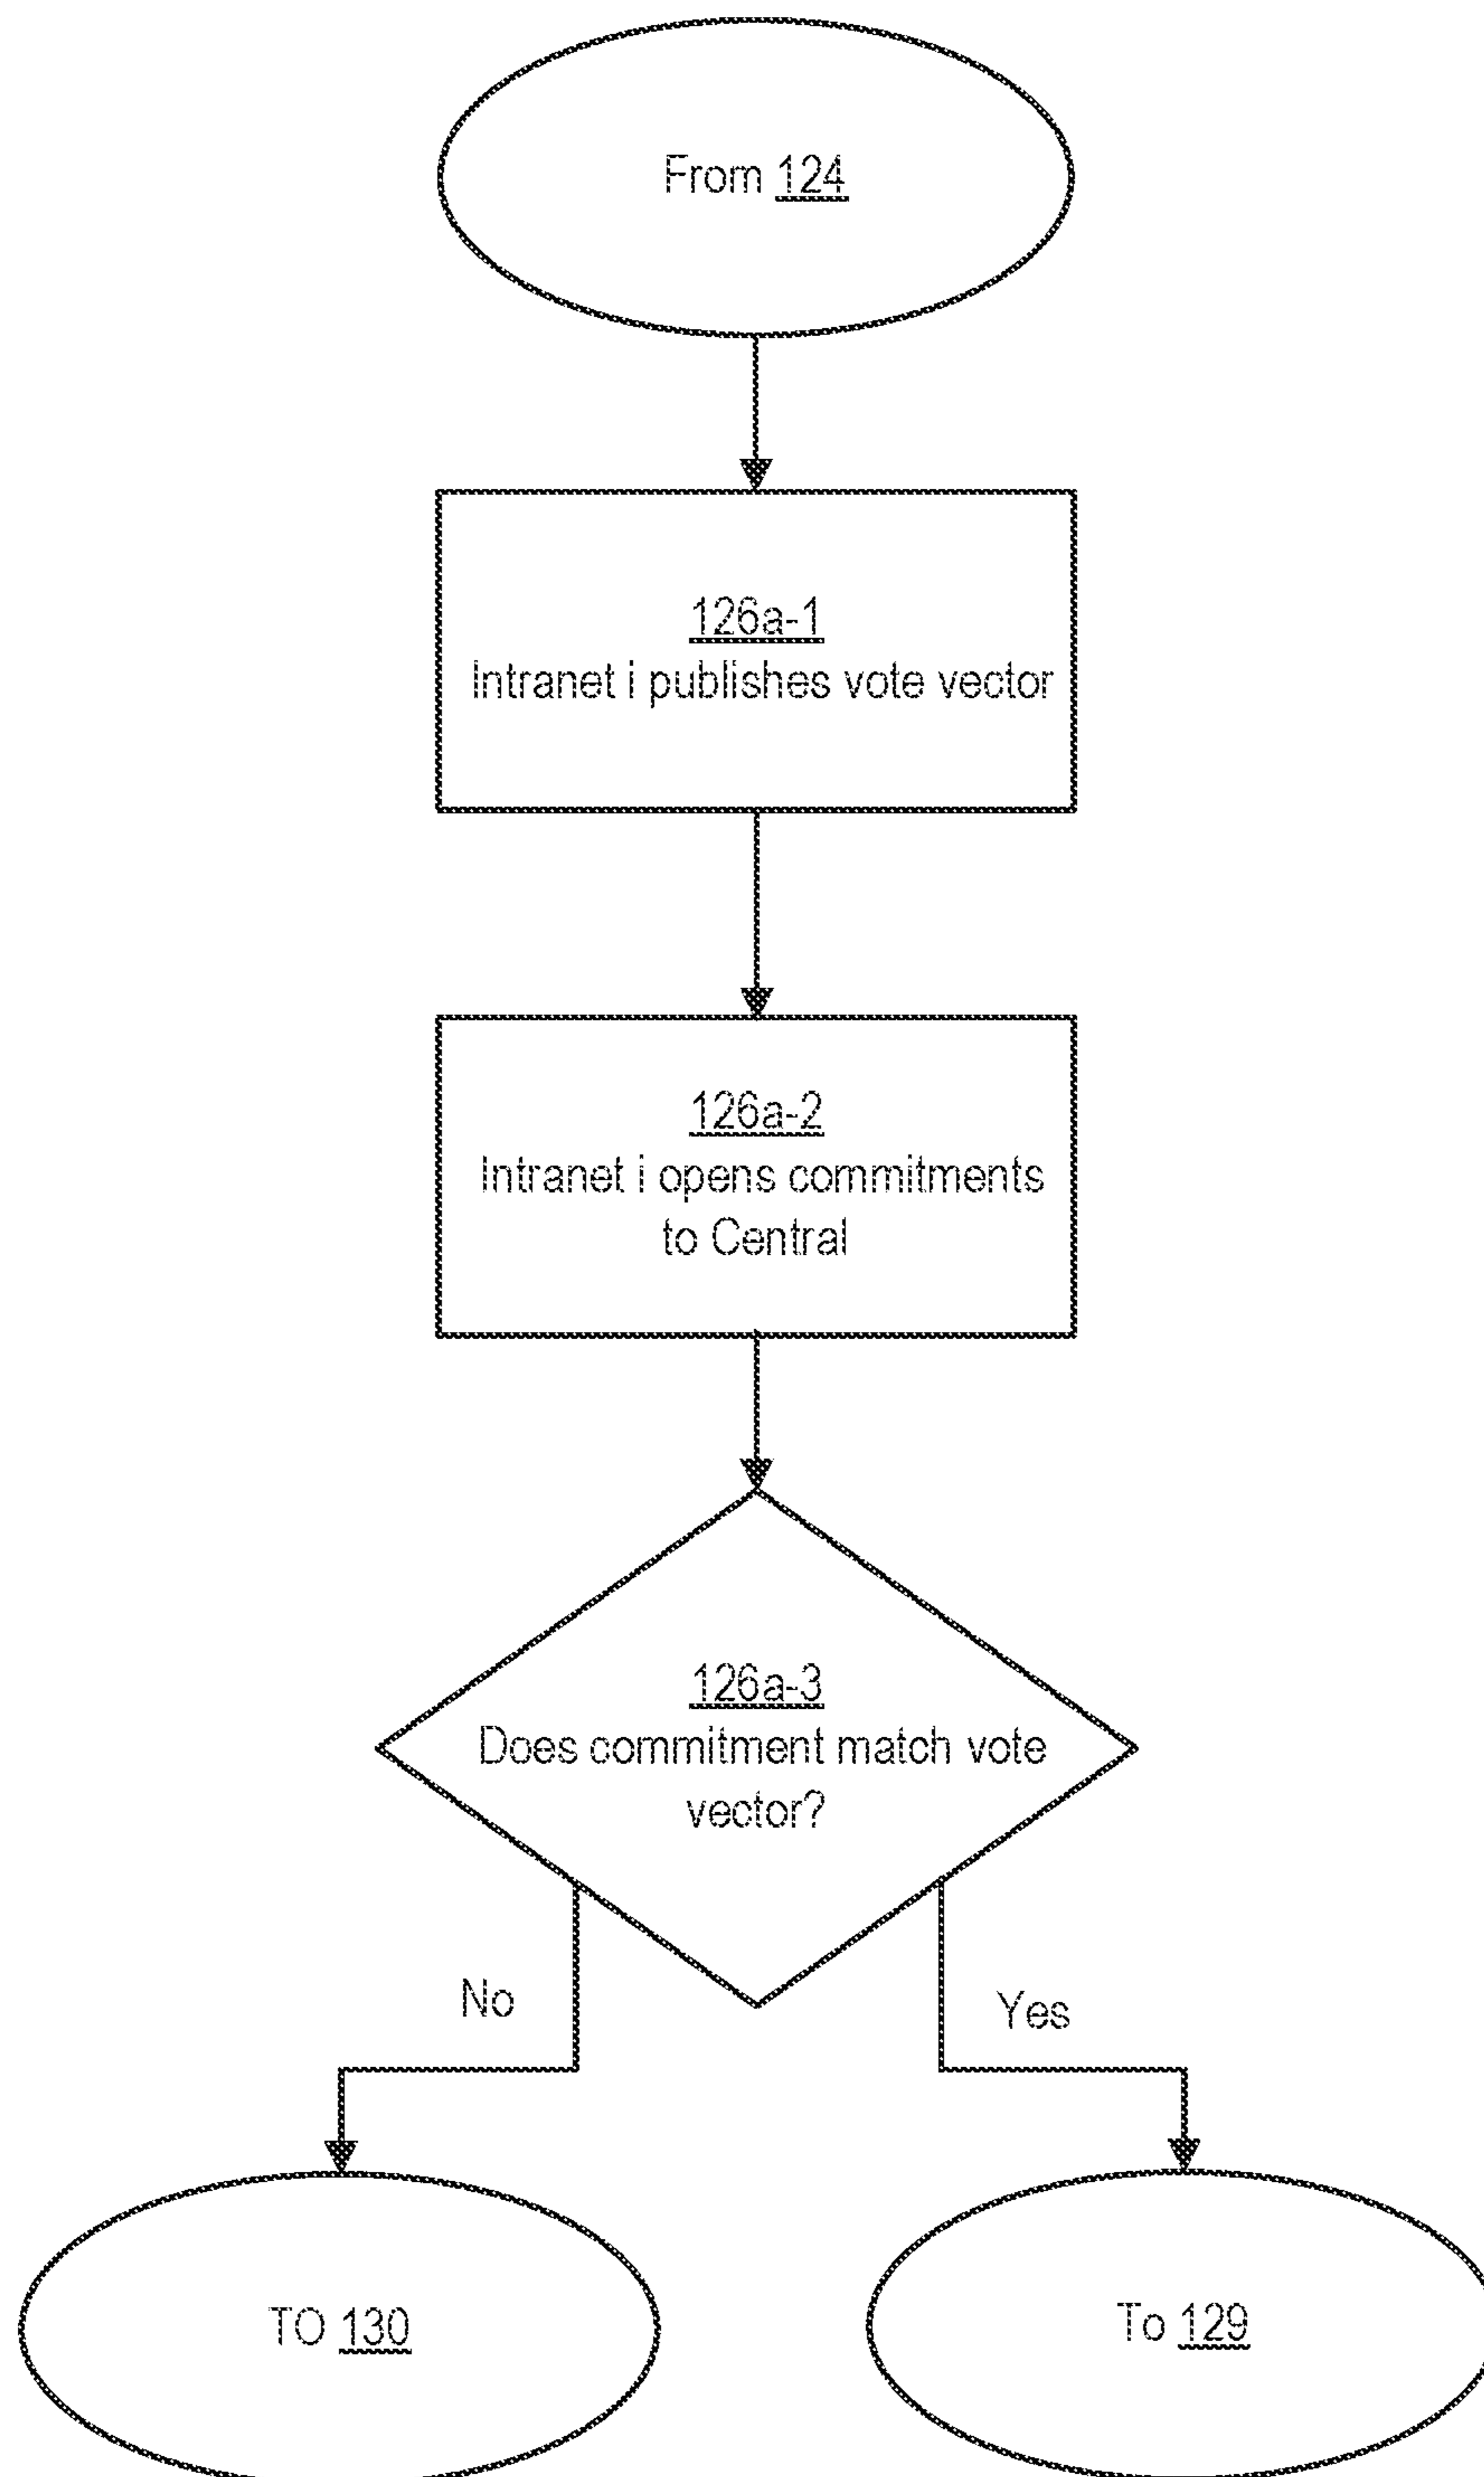 From 124
126a-1
Intranet i publishes vote vector
126a-2
Intranet i opens commitments
to Central
126a-3
Does commitment match vote
vector?
No
Yes
TO 130
To 129